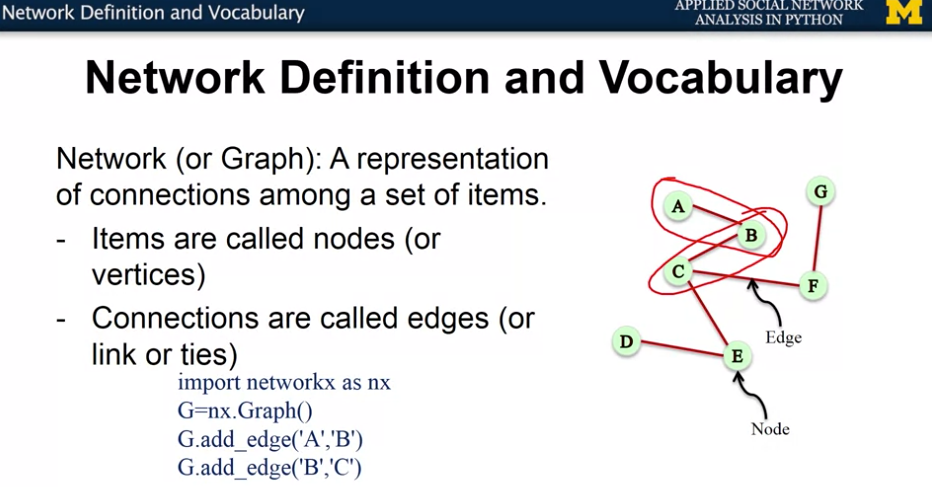 Network Definition and Vocabulary
APPLIED SOCIAL NETWORK
ANALYSIS IN PYTHON
M
Network Definition and Vocabulary
Network (or Graph): A representation
of connections among a set of items.
- Items are called nodes (or
vertices)
- Connections are called edges (or
link or ties)
import networkx as nx
G=nx.Graph()
G.add_edge('A','B')
G.add_edge('B','C')
A
G
B
C
F
Edge
D
E
Node